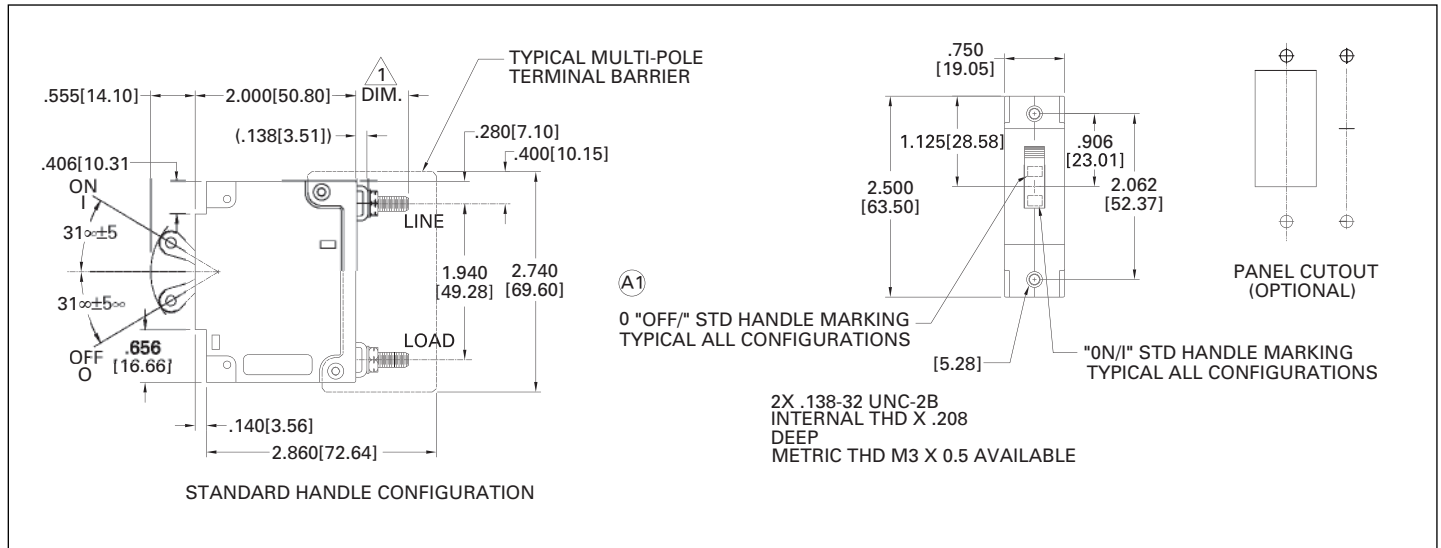 TYPICAL MULTI-POLE
TERMINAL BARRIER
1
DIM.
.555[14.10]
2.000[50.80]
(.138[3.51])
.280[7.10]
.400[10.15]
.406[10.31
ON
I
31∞±5
31∞±5∞
OFF
O
.656
[16.66]
LINE
1.940
[49.28]
2.740
[69.60]
LOAD
.140[3.56]
2.860[72.64]
STANDARD HANDLE CONFIGURATION
.750
[19.05]
1.125[28.58]
.906
[23.01]
2.500
[63.50]
2.062
[52.37]
A1
0 "OFF/" STD HANDLE MARKING
TYPICAL ALL CONFIGURATIONS
[5.28]
"0N/I" STD HANDLE MARKING
TYPICAL ALL CONFIGURATIONS
2X .138-32 UNC-2B
INTERNAL THD X .208
DEEP
METRIC THD M3 X 0.5 AVAILABLE
PANEL CUTOUT
(OPTIONAL)